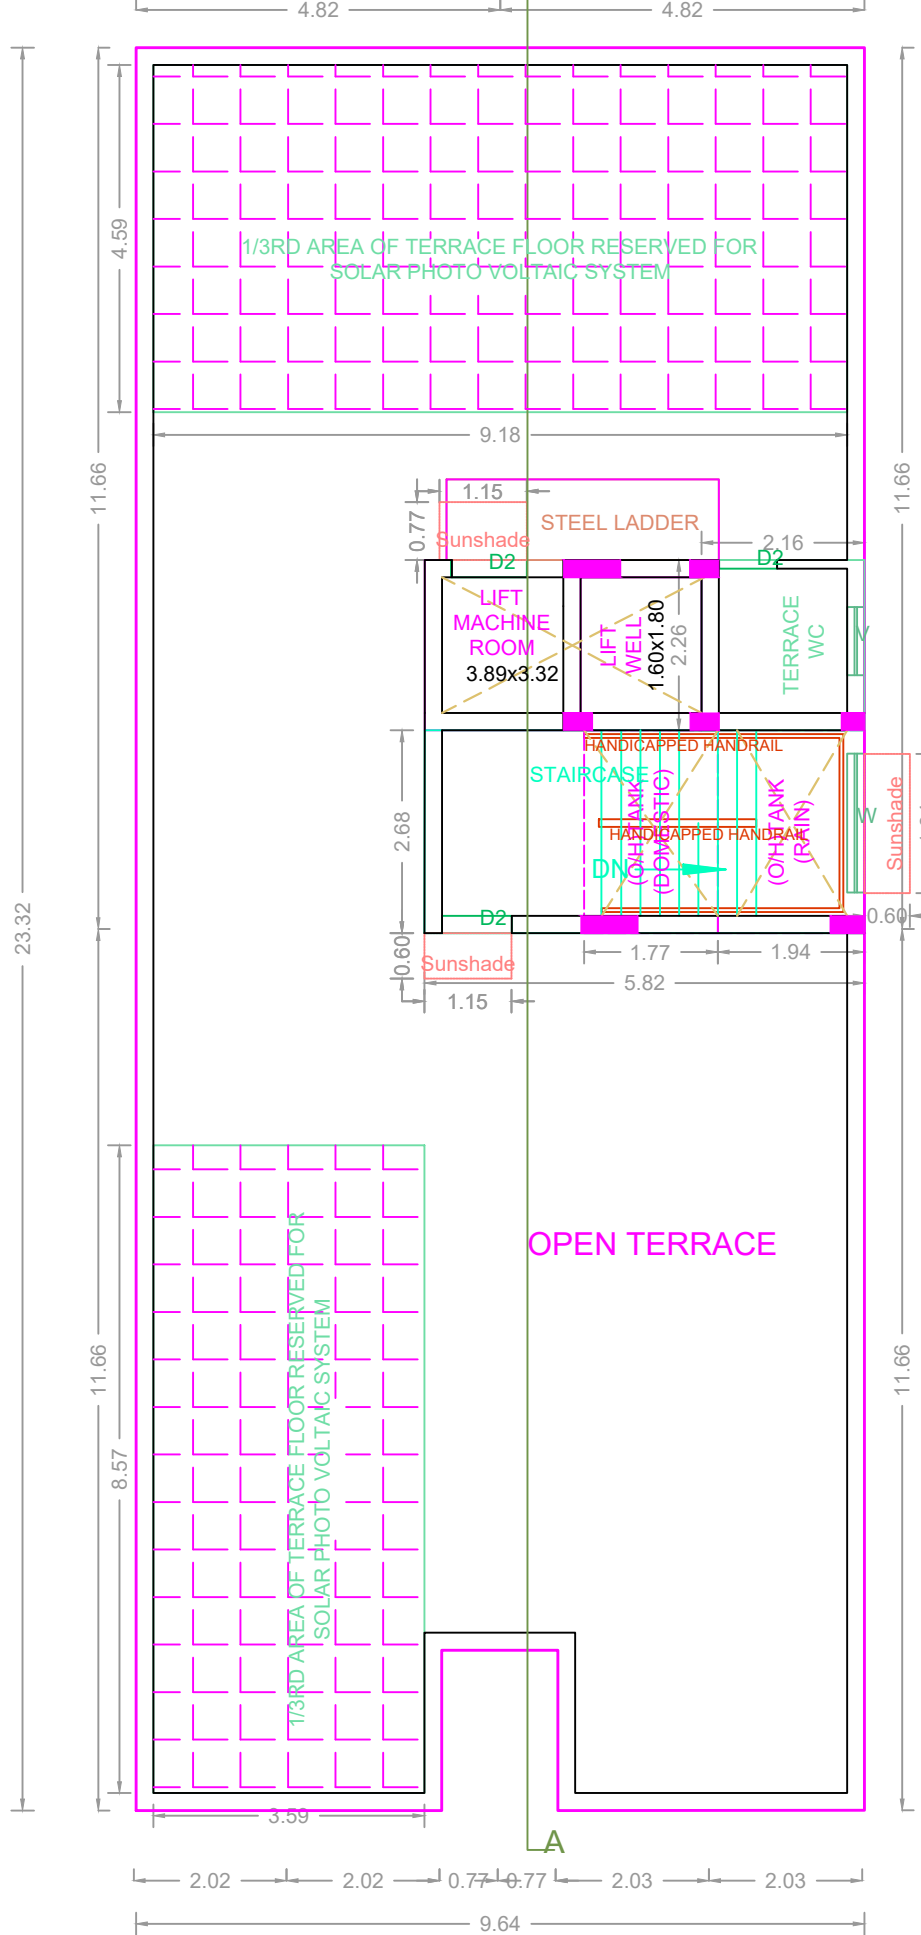 4.82
4.82
4.59
1/3RD AREA OF TERRACE FLOOR RESERVED FOR
SOLAR PHOTO VOLTAIC SYSTEM
9.18
11.66
11.66
1.15
0.77
Sunshade
STEEL LADDER
2.16
D2
D2
LIFT
MACHINE
ROOM
3.89x3.32
LIFT
WELL
1.60x1.80
2.26
TERRACE
WC
V
HANDICAPPED HANDRAIL
STAIRCASE
(O/H TANK
(DOMESTIC)
(O/H TANK
(RAIN)
HANDICAPPED HANDRAIL
DN
W
Sunshade
2.68
23.32
D2
0.60
0.60
Sunshade
1.77
1.94
5.82
1.15
OPEN TERRACE
1/3RD AREA OF TERRACE FLOOR RESERVED FOR
SOLAR PHOTO VOLTAIC SYSTEM
11.66
11.66
8.57
3.59
A
2.02
2.02
0.77
0.77
2.03
2.03
9.64